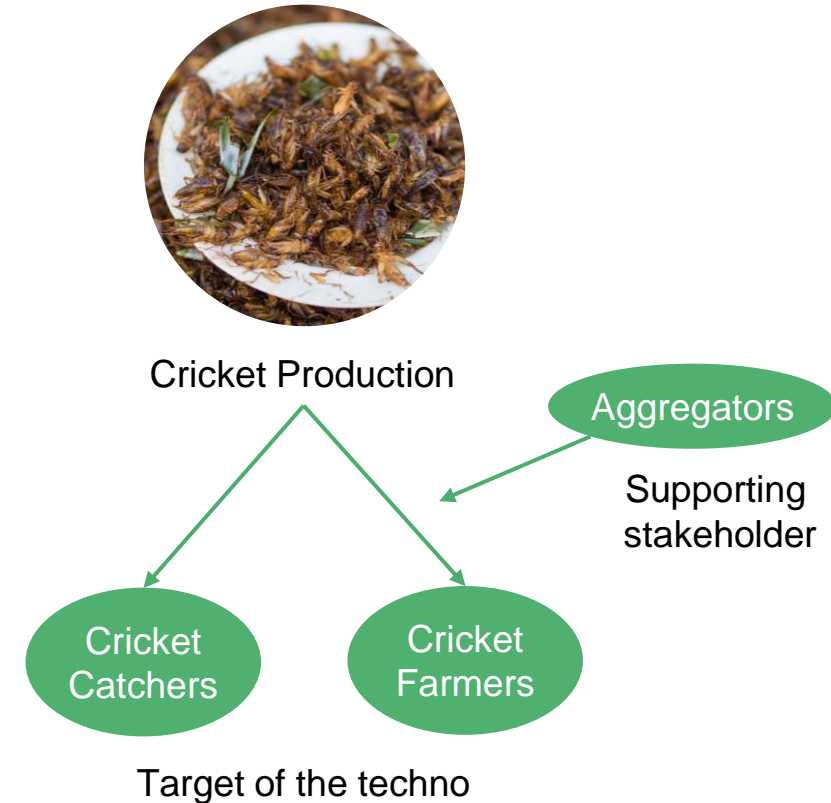 Cricket Production
Aggregators
Supporting
stakeholder
Cricket
Catchers
Cricket
Farmers
Target of the techno